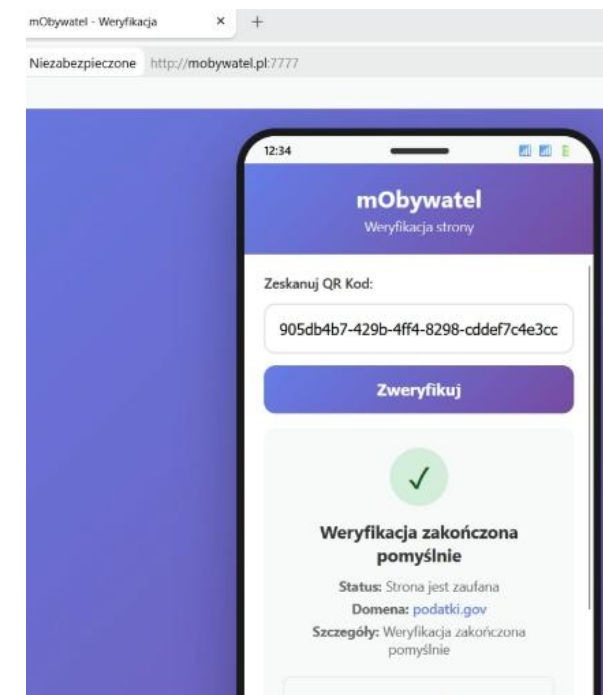 mObywatel - Weryfikacja
Niezabezpieczone http://mobywatel.pl:7777
12:34
mObywatel
Weryfikacja strony
Zeskanuj QR Kod:
905db4b7-429b-4ff4-8298-cddef7c4e3cc
Zweryfikuj
Weryfikacja zakończona
pomyślnie
Status: Strona jest zaufana
Domena: podatki.gov
Szczegóły: Weryfikacja zakończona
pomyślnie